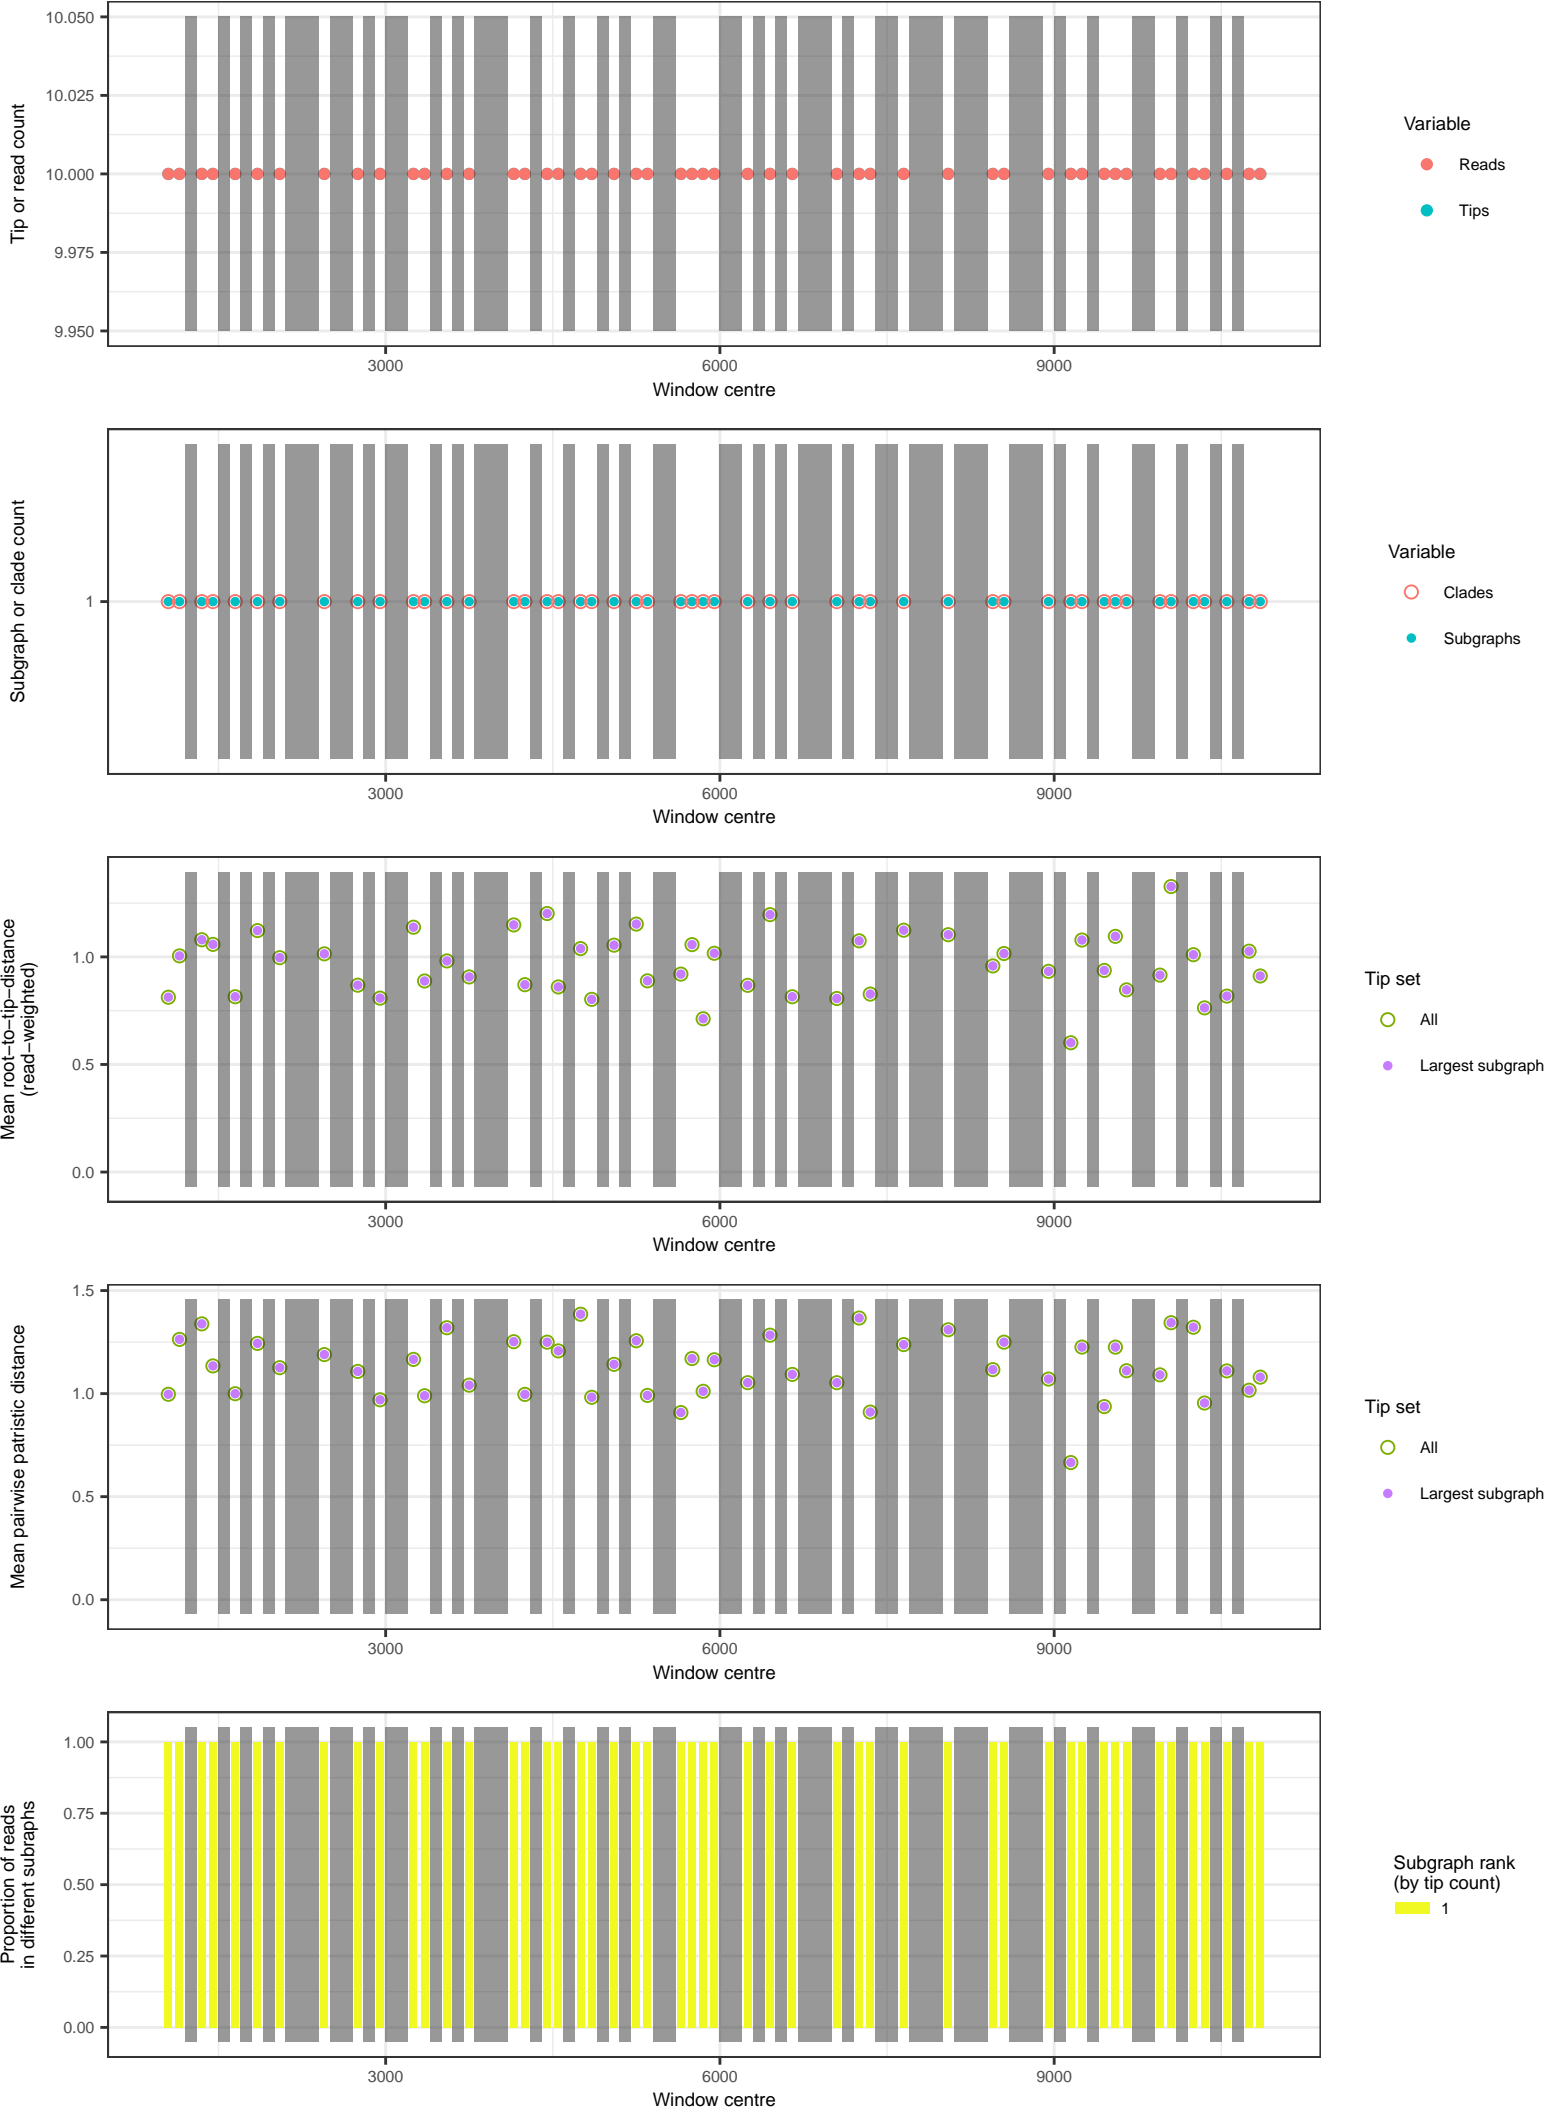 10.050
10.025
10.000
9.975
9.950
Tip or read count
3000
6000
9000
Window centre
Variable
Reads
Tips
1
Subgraph or clade count
3000
6000
9000
Window centre
Variable
Clades
Subgraphs
1.0
0.5
0.0
Mean root−to−tip−distance
(read−weighted)
3000
6000
9000
Window centre
Tip set
All
Largest subgraph
1.5
1.0
0.5
0.0
Mean pairwise patristic distance
3000
6000
9000
Window centre
Tip set
All
Largest subgraph
1.00
0.75
0.50
0.25
0.00
Proportion of reads
in different subraphs
3000
6000
9000
Window centre
Subgraph rank
(by tip count)
1